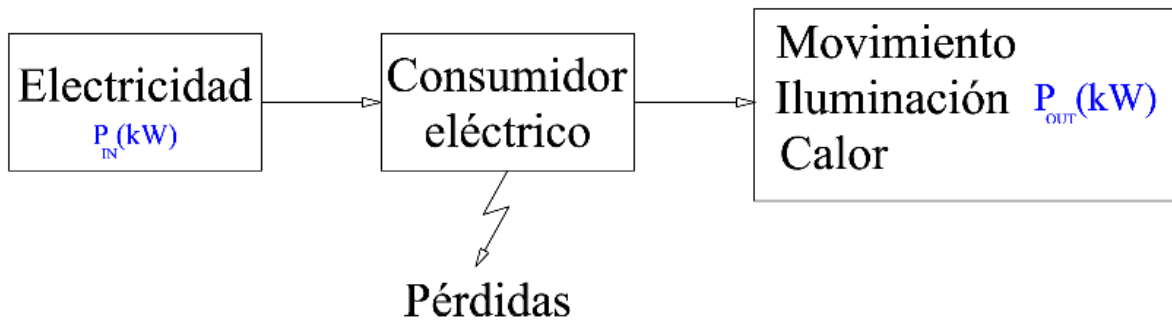 Electricidad
P_IN(kW)
Consumidor
eléctrico
Movimiento
Iluminación P_OUT(kW)
Calor
Pérdidas